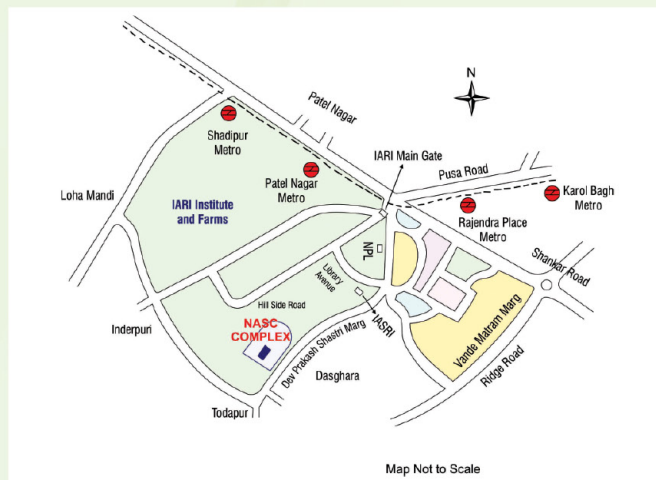 N
Patel Nagar
Shadipur
Metro
IARI Main Gate
Pusa Road
Patel Nagar
Metro
Karol Bagh
Metro
Loha Mandi
IARI Institute
and Farms
Rajendra Place
Metro
NPL
Shankar Road
Library
Avenue
Hill Side Road
IASRI
NASC
COMPLEX
Inderpuri
Vande Matram Marg
Dev Prakash Shastri Marg
Ridge Road
Dasghara
Todapur
Map Not to Scale